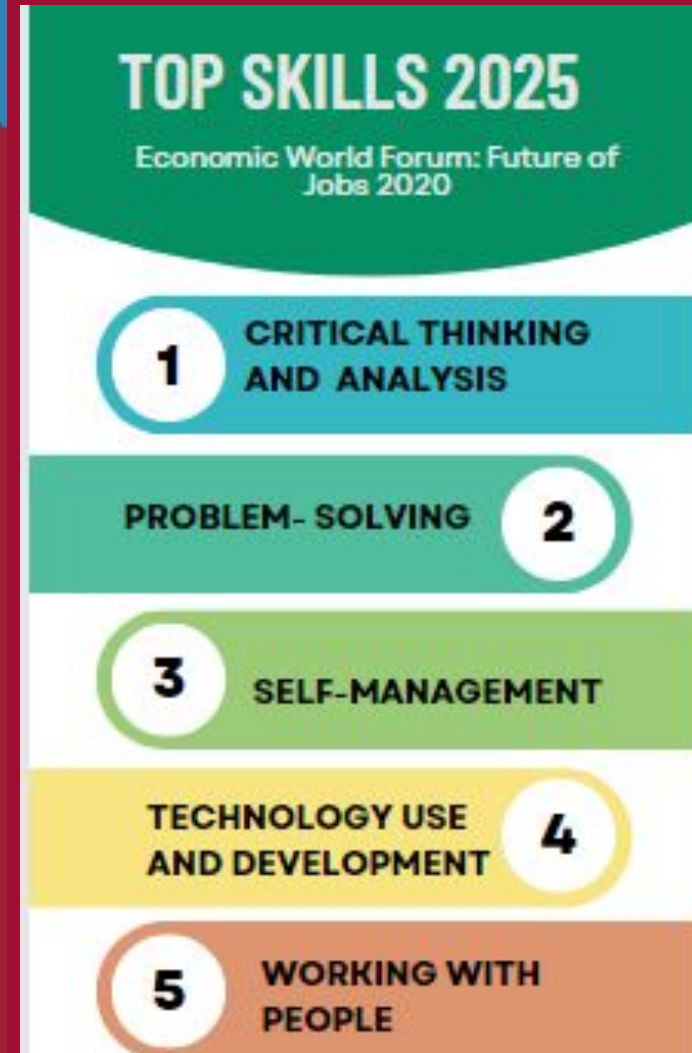 TOP SKILLS 2025
Economic World Forum: Future of
Jobs 2020
1
CRITICAL THINKING
AND ANALYSIS
PROBLEM- SOLVING
2
3
SELF-MANAGEMENT
TECHNOLOGY USE
AND DEVELOPMENT
4
5
WORKING WITH
PEOPLE